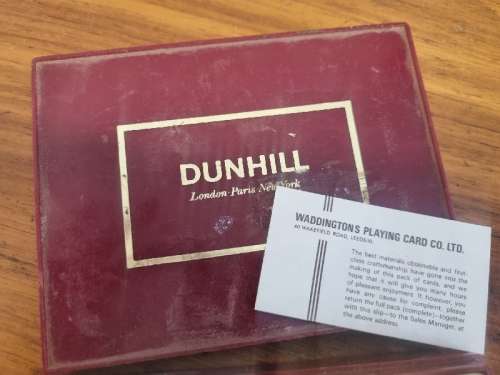 DUNHILL
London·Paris New York
WADDINGTONS PLAYING CARD CO. LTD.
40 WAKEFIELD ROAD, LEEDS10.
The best materials obtainable and first-
class craftsmanship have gone into the
making of this pack of cards, and we
hope that it will give you many hours
of pleasant enjoyment. If however, you
have any cause for complaint, please
return the full pack (complete)—together
with this slip—to the Sales Manager, at
the above address.